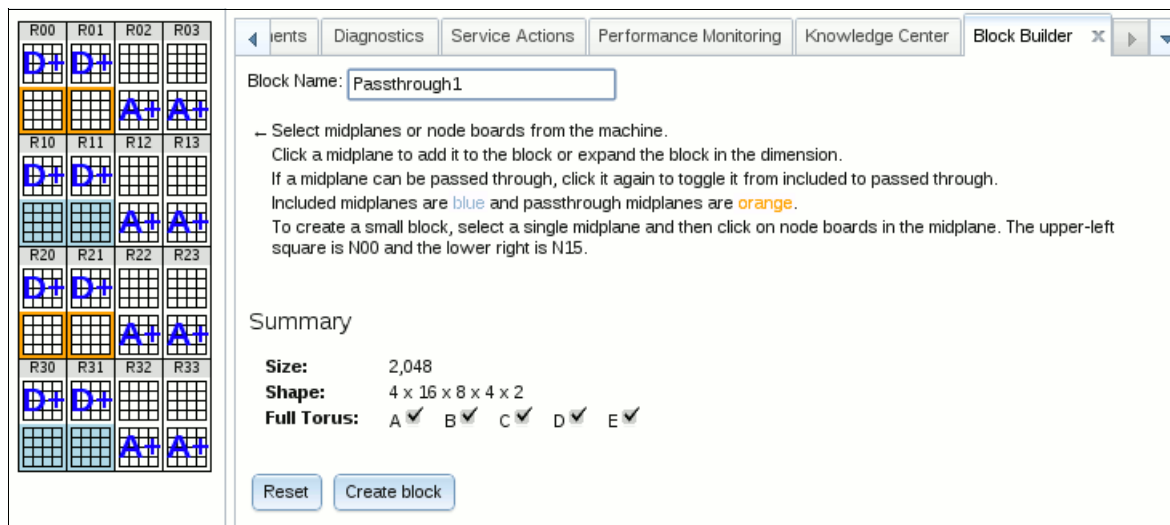 R00 R01 R02 R03
D+ D+
A+ A+
R10 R11 R12 R13
D+ D+
A+ A+
R20 R21 R22 R23
D+ D+
A+ A+
R30 R31 R32 R33
D+ D+
A+ A+
ients Diagnostics Service Actions Performance Monitoring Knowledge Center Block Builder X
Block Name: Passthrough1
← Select midplanes or node boards from the machine.
Click a midplane to add it to the block or expand the block in the dimension.
If a midplane can be passed through, click it again to toggle it from included to passed through.
Included midplanes are blue and passthrough midplanes are orange.
To create a small block, select a single midplane and then click on node boards in the midplane. The upper-left
square is N00 and the lower right is N15.
Summary
Size: 2,048
Shape: 4 x 16 x 8 x 4 x 2
Full Torus: A✔ B✔ C✔ D✔ E✔
Reset Create block